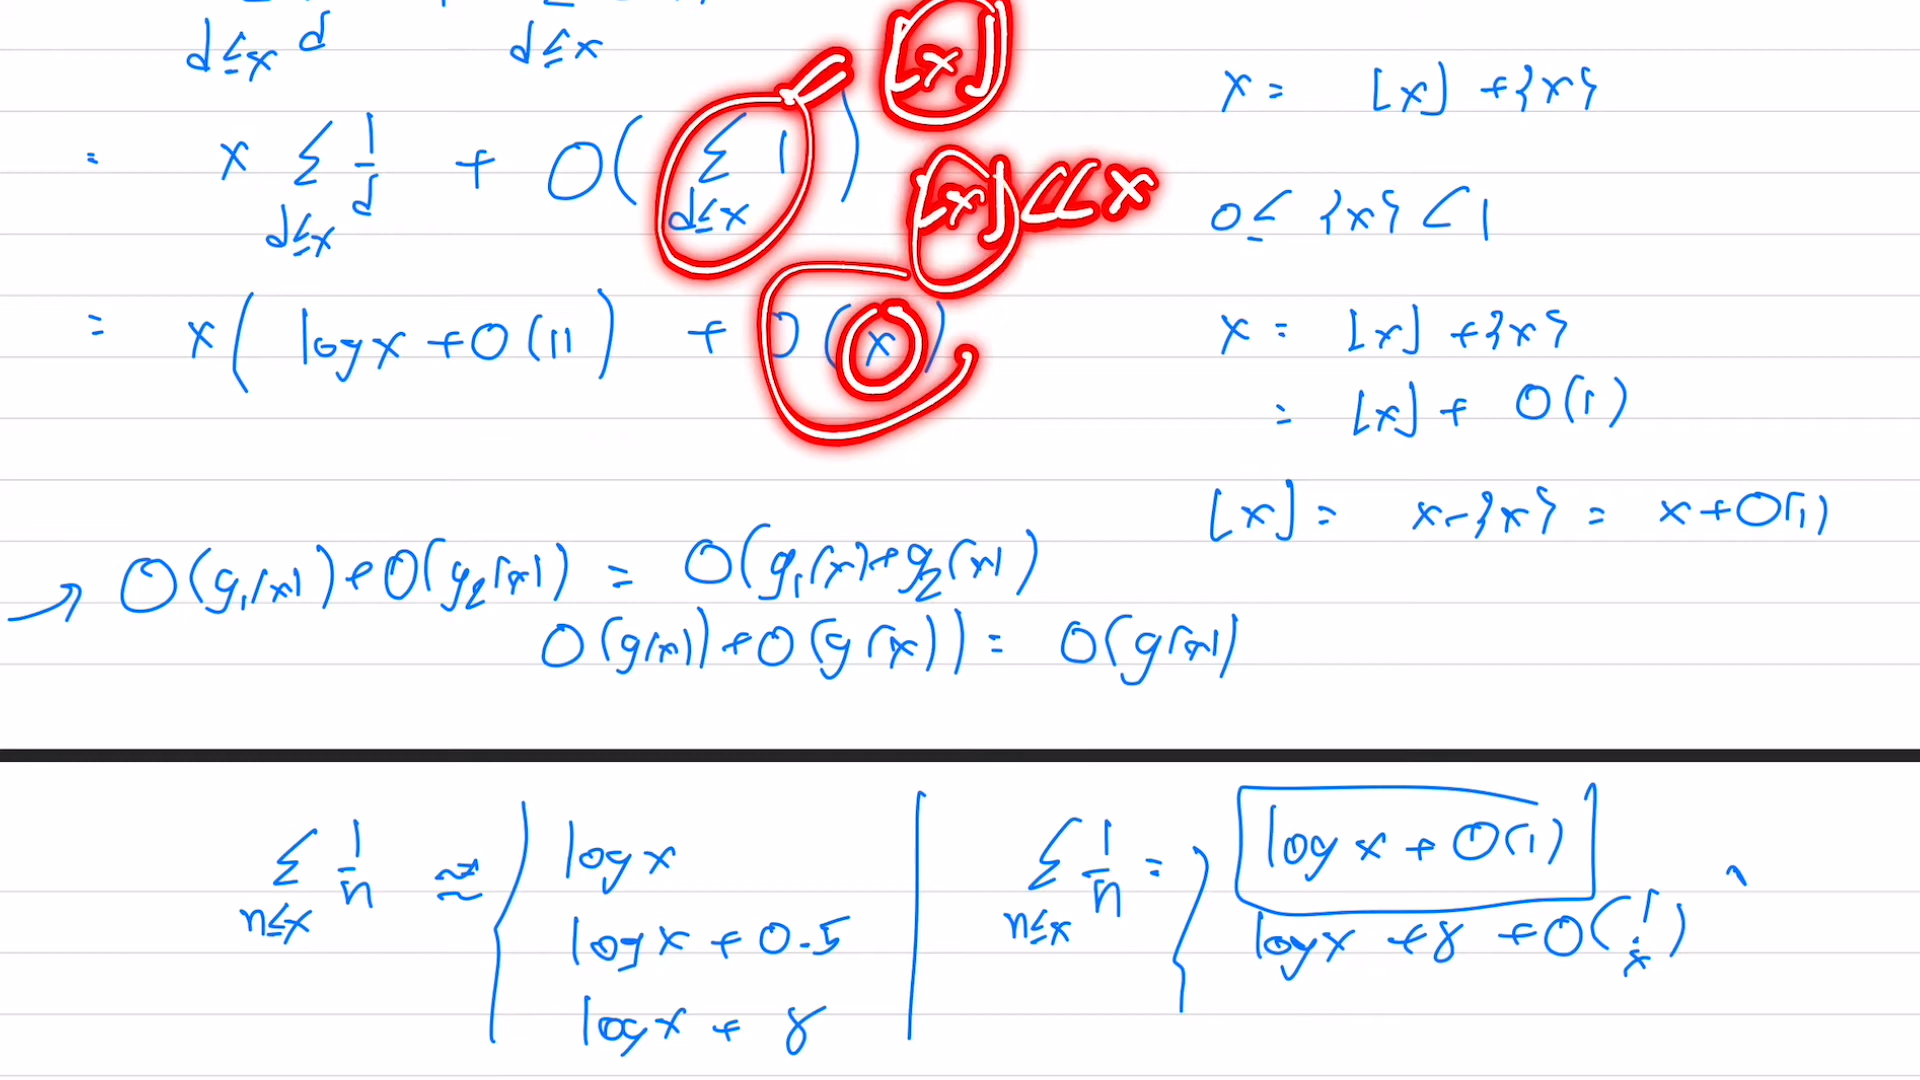 d≤x d d≤x
= x ∑_{d≤x} 1/d + O( ∑_{d≤x} 1 ) = ⌊x⌋
⌊x⌋ << x
= x( log x + O(1) ) + O(x)
x = ⌊x⌋ + {x}
0 ≤ {x} < 1
x = ⌊x⌋ + {x}
= ⌊x⌋ + O(1)
⌊x⌋ = x - {x} = x + O(1)
→ O(g₁(x)) + O(g₂(x)) = O(g₁(x) + g₂(x))
O(g(x)) + O(g(x)) = O(g(x))
∑_{n≤x} 1/n ≈ { log x
log x + 0.5
log x + γ
∑_{n≤x} 1/n = { log x + O(1)
log x + γ + O(1/x)